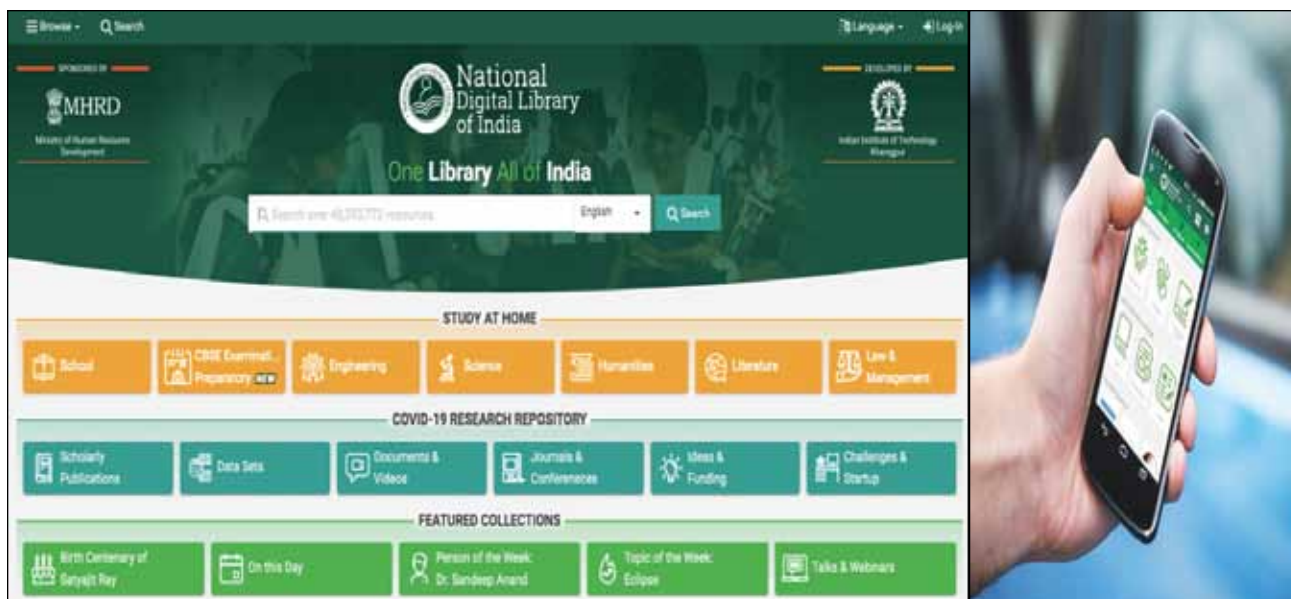 Browse
Search
Language
Log-In
SPONSORED BY
MHRD
Ministry of Human Resource
Development
National
Digital Library
of India
DEVELOPED BY
Indian Institute of Technology
Kharagpur
One Library All of India
Search over
resources
English
Search
STUDY AT HOME
School
CBSE Examinati...
Preparatory NEW
Engineering
Science
Humanities
Literature
Law &
Management
COVID-19 RESEARCH REPOSITORY
Scholarly
Publications
Data Sets
Documents &
Videos
Journals &
Conferences
Ideas &
Funding
Challenges &
Startup
FEATURED COLLECTIONS
Birth Centenary of
Satyajit Ray
On this Day
Person of the Week:
Dr. Sandeep Anand
Topic of the Week:
Eclipse
Talks & Webinars